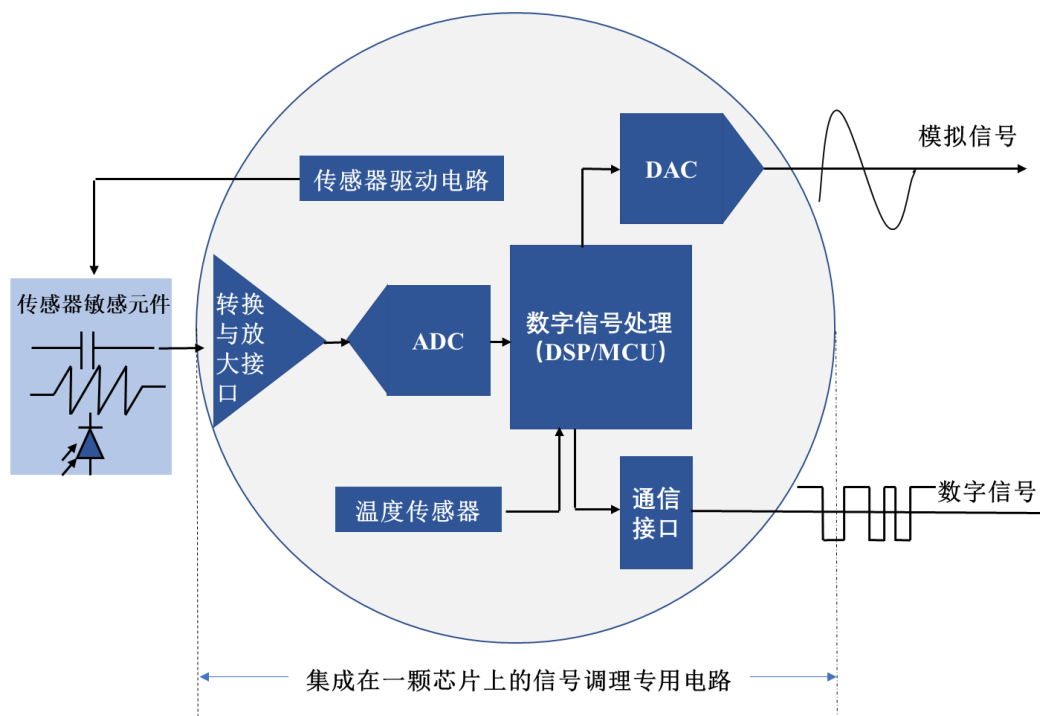 模拟信号
DAC
传感器驱动电路
传感器敏感元件
转换
与放
大接
口
ADC
数字信号处理
(DSP/MCU)
温度传感器
通信
接口
数字信号
集成在一颗芯片上的信号调理专用电路